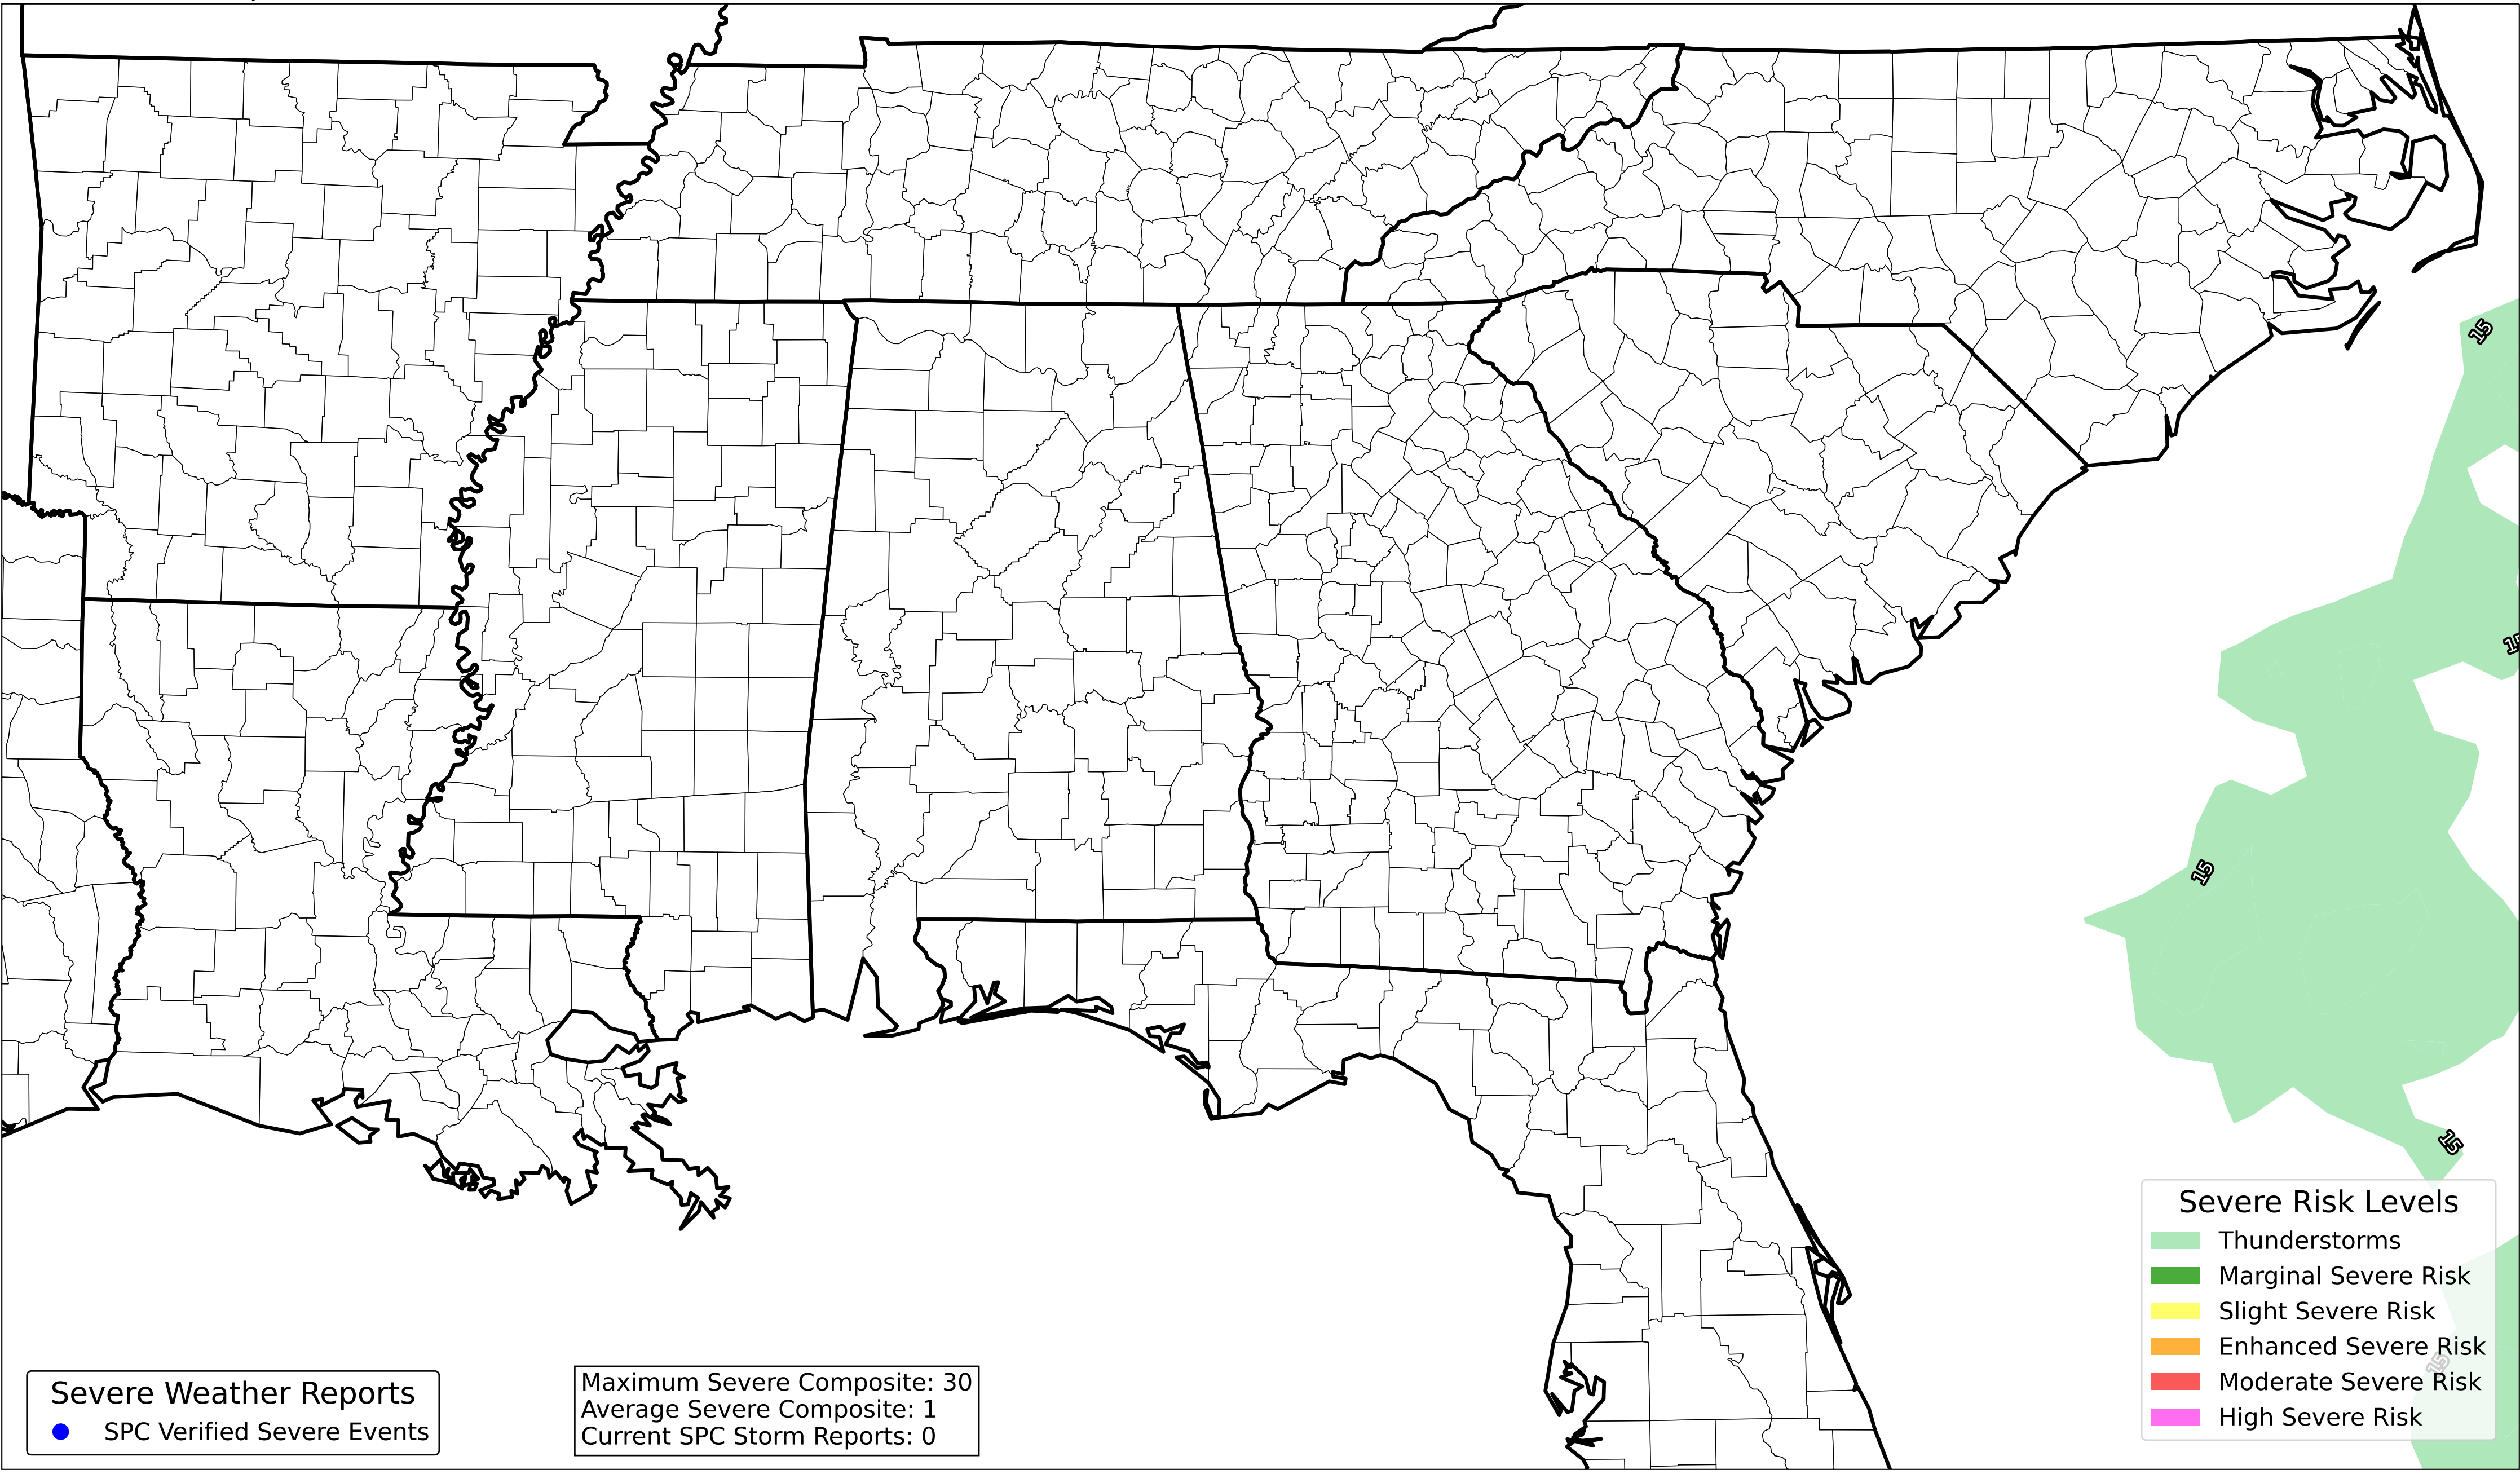 15
15
15
15
Severe Risk Levels
Thunderstorms
Marginal Severe Risk
Slight Severe Risk
Enhanced Severe Risk
15
Moderate Severe Risk
High Severe Risk
Severe Weather Reports
SPC Verified Severe Events
Maximum Severe Composite: 30
Average Severe Composite: 1
Current SPC Storm Reports: 0